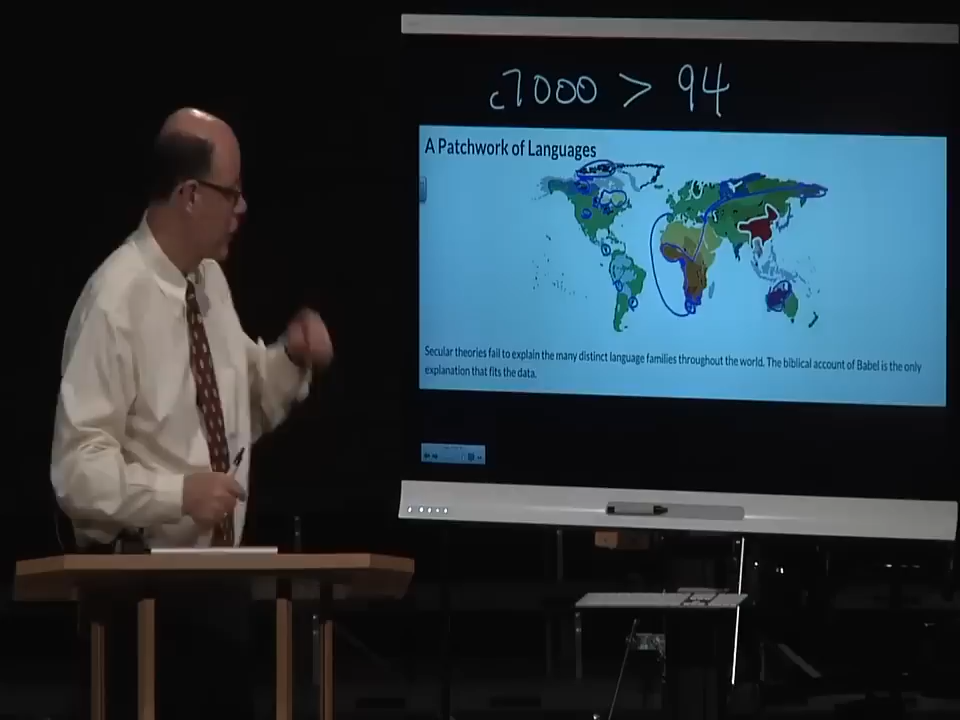 c7000 > 94
A Patchwork of Languages
Secular theories fail to explain the many distinct language families throughout the world. The biblical account of Babel is the only
explanation that fits the data.